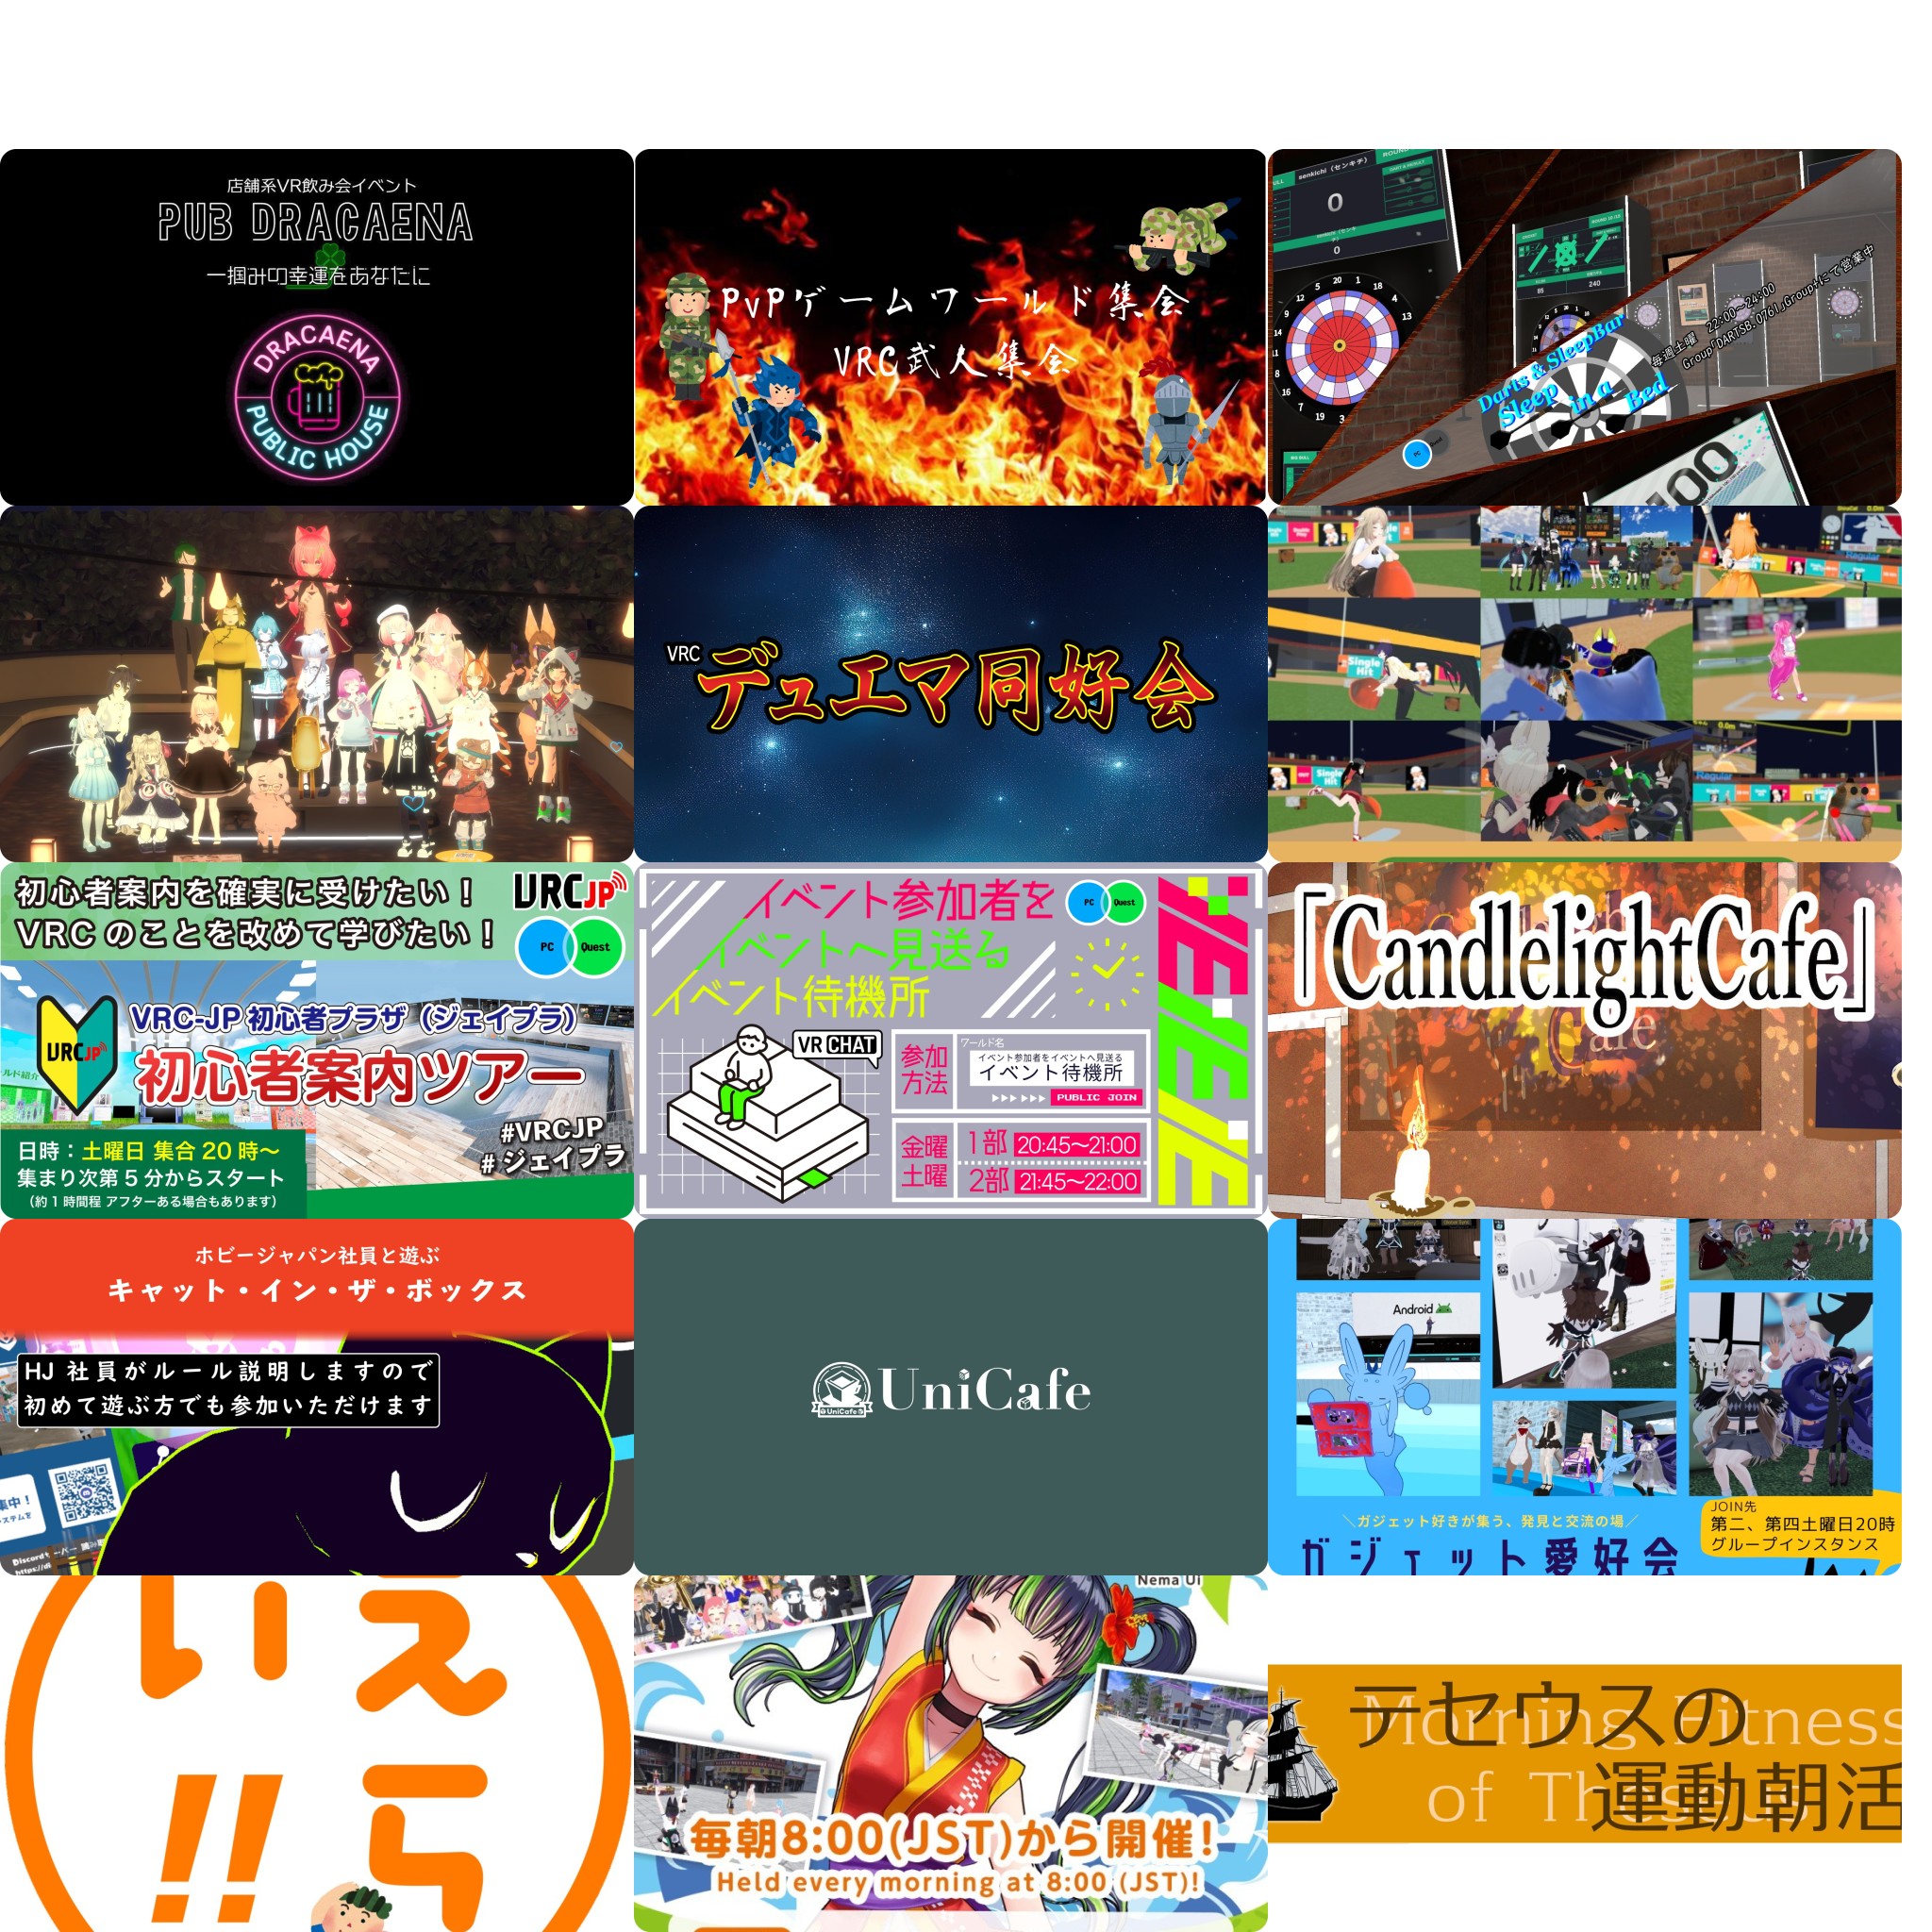 店舗系VR飲み会イベント
PUB DRACAENA
一掴みの幸運をあなたに
DRACAENA
PUBLIC HOUSE
PvPゲームワールド集会
VRC武人集会
senkichi (センキチ)
0
0
Darts & SleepBar
Sleep in a Bed
毎週土曜 22:00～24:00
Group「DARTSB.0761」Group+にて営業中
PC
100
VRC
デュエマ同好会
Single Hit
Single Hit
Regular
初心者案内を確実に受けたい！
VRCのことを改めて学びたい！
VRCJP
PC
Quest
VRC-JP 初心者プラザ（ジェイプラ）
初心者案内ツアー
VRCJP
#VRCJP
#ジェイプラ
日時：土曜日 集合20時～
集まり次第5分からスタート
（約1時間程 アフターある場合もあります）
イベント参加者を
イベントへ見送る
イベント待機所
PC
Quest
VRCHAT
参加方法
ワールド名
イベント参加者をイベントへ見送る
イベント待機所
PUBLIC JOIN
金曜
土曜
1部 20:45～21:00
2部 21:45～22:00
「CandlelightCafe」
Cafe
ホビージャパン社員と遊ぶ
キャット・イン・ザ・ボックス
HJ社員がルール説明しますので
初めて遊ぶ方でも参加いただけます
UniCafe
UniCafe
Android
＼ガジェット好きが集う、発見と交流の場／
ガジェット愛好会
JOIN先
第二、第四土曜日20時
グループインスタンス
いえ
!!ら
Nema Ui
毎朝8:00(JST)から開催!
Held every morning at 8:00 (JST)!
テセウスの
運動朝活
Morning Fitness
of Theseus